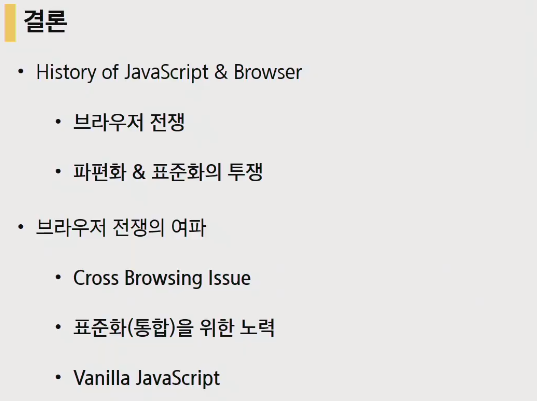 결론
• History of JavaScript & Browser
• 브라우저 전쟁
• 파편화 & 표준화의 투쟁
• 브라우저 전쟁의 여파
• Cross Browsing Issue
• 표준화(통합)을 위한 노력
• Vanilla JavaScript